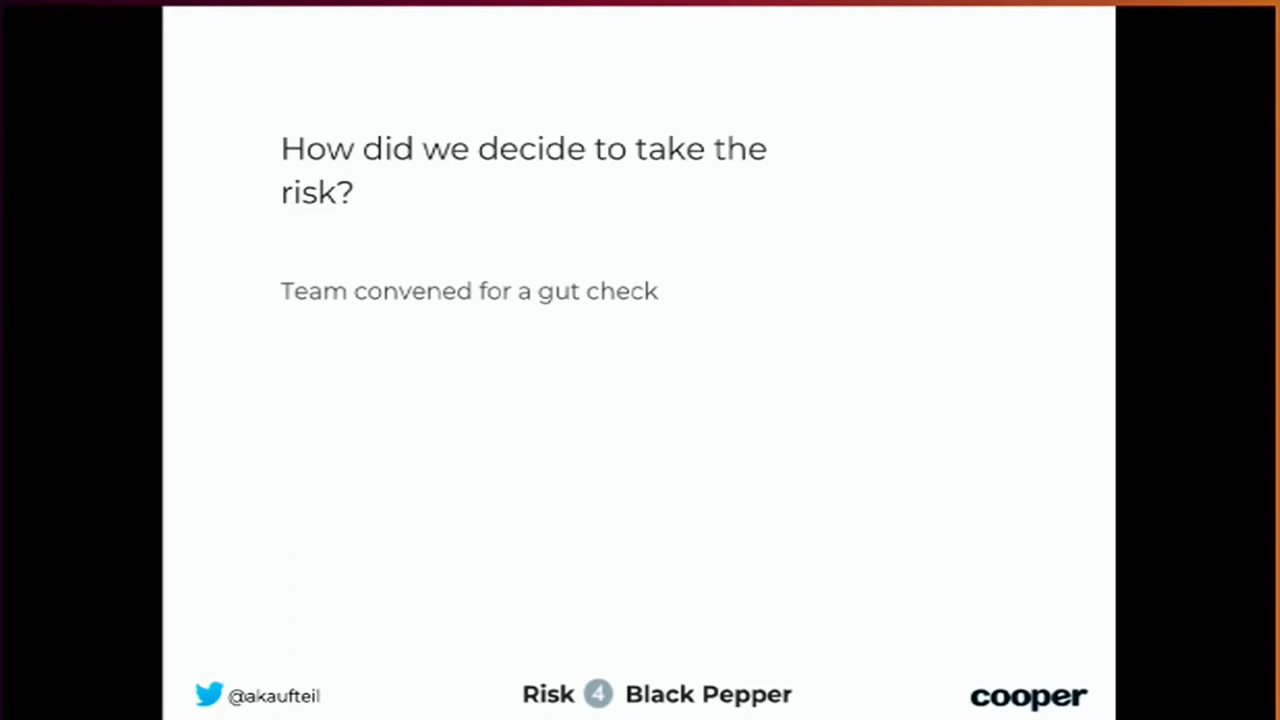 How did we decide to take the
risk?
Team convened for a gut check
@akaufteil
Risk 4 Black Pepper
cooper